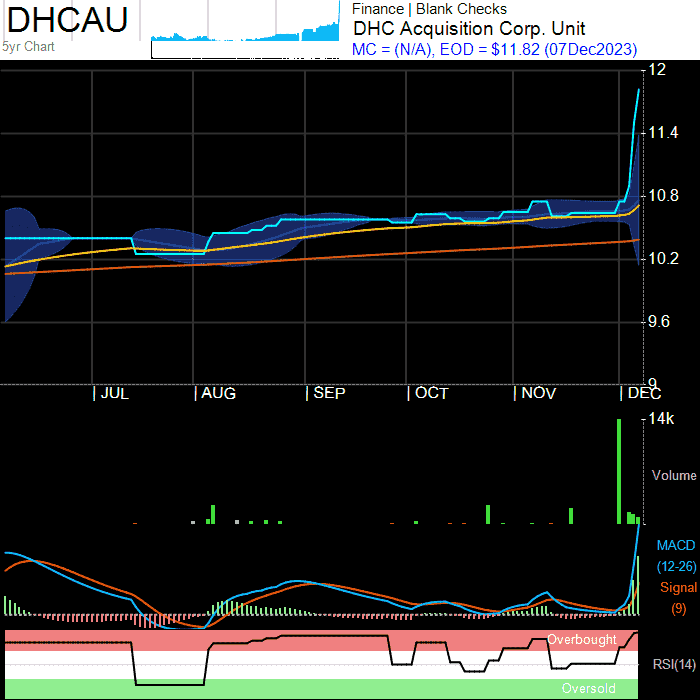 DHCAU
5yr Chart
Finance | Blank Checks
DHC Acquisition Corp. Unit
MC = (N/A), EOD = $11.82 (07Dec2023)
12
11.4
10.8
10.2
9.6
9
JUL AUG SEP OCT NOV DEC
14k
Volume
MACD
(12-26)
Signal
(9)
Overbought
RSI(14)
Oversold